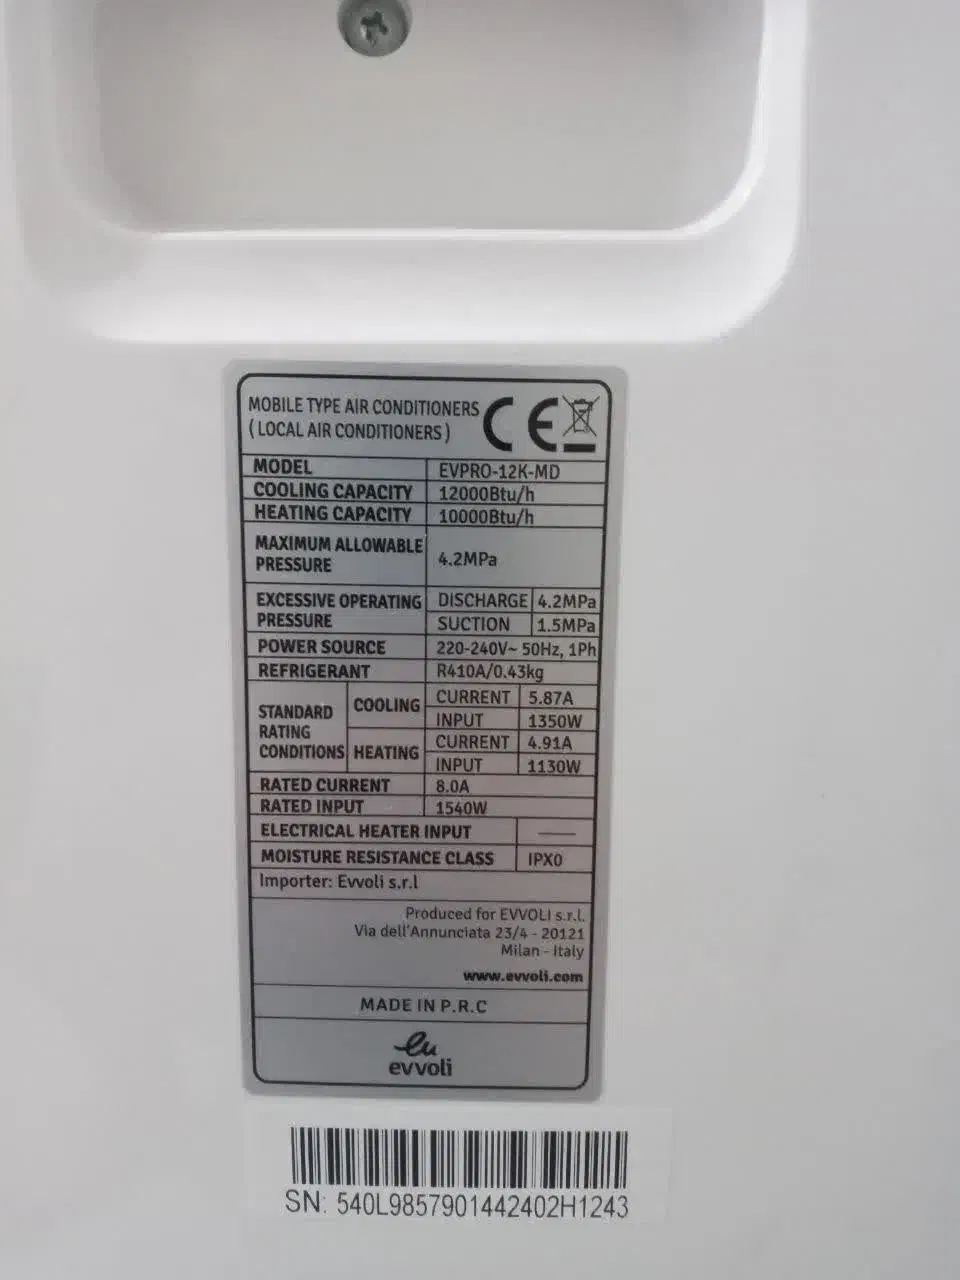 MOBILE TYPE AIR CONDITIONERS
( LOCAL AIR CONDITIONERS )
CE
MODEL EVPRO-12K-MD
COOLING CAPACITY 12000Btu/h
HEATING CAPACITY 10000Btu/h
MAXIMUM ALLOWABLE
PRESSURE 4.2MPa
EXCESSIVE OPERATING
PRESSURE
DISCHARGE 4.2MPa
SUCTION 1.5MPa
POWER SOURCE 220-240V~ 50Hz, 1Ph
REFRIGERANT R410A/0.43kg
STANDARD
RATING
CONDITIONS
COOLING
CURRENT 5.87A
INPUT 1350W
HEATING
CURRENT 4.91A
INPUT 1130W
RATED CURRENT 8.0A
RATED INPUT 1540W
ELECTRICAL HEATER INPUT ——
MOISTURE RESISTANCE CLASS IPX0
Importer: Evvoli s.r.l
Produced for EVVOLI s.r.l.
Via dell'Annunciata 23/4 - 20121
Milan - Italy
www.evvoli.com
MADE IN P.R.C
eu
evvoli
SN: 540L9857901442402H1243